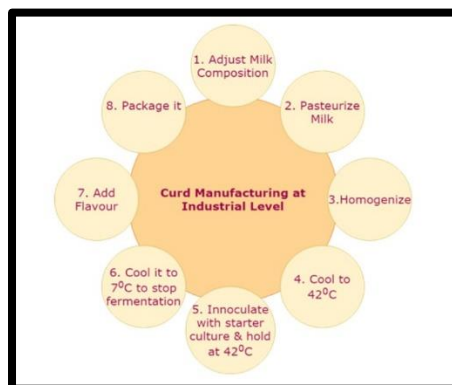 1. Adjust Milk
Composition
2. Pasteurize
Milk
3.Homogenize
4. Cool to
42⁰C
5. Innoculate
with starter
culture & hold
at 42⁰C
6. Cool it to
7⁰C to stop
fermentation
7. Add
Flavour
8. Package it
Curd Manufacturing at
Industrial Level